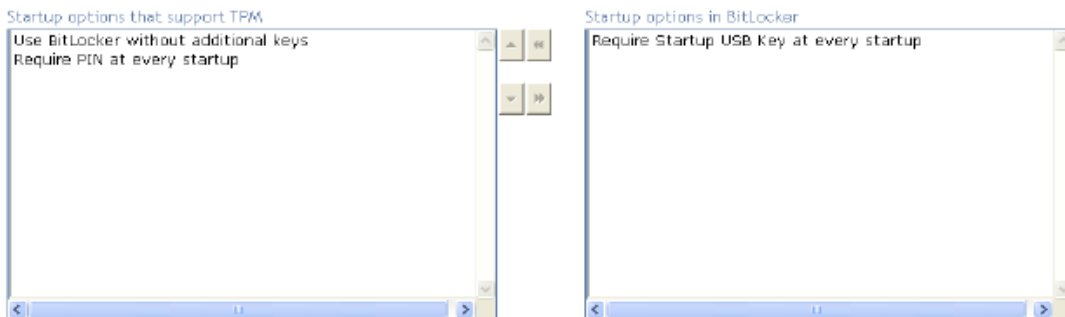 Startup options that support TPM
Use BitLocker without additional keys
Require PIN at every startup
Startup options in BitLocker
Require Startup USB Key at every startup